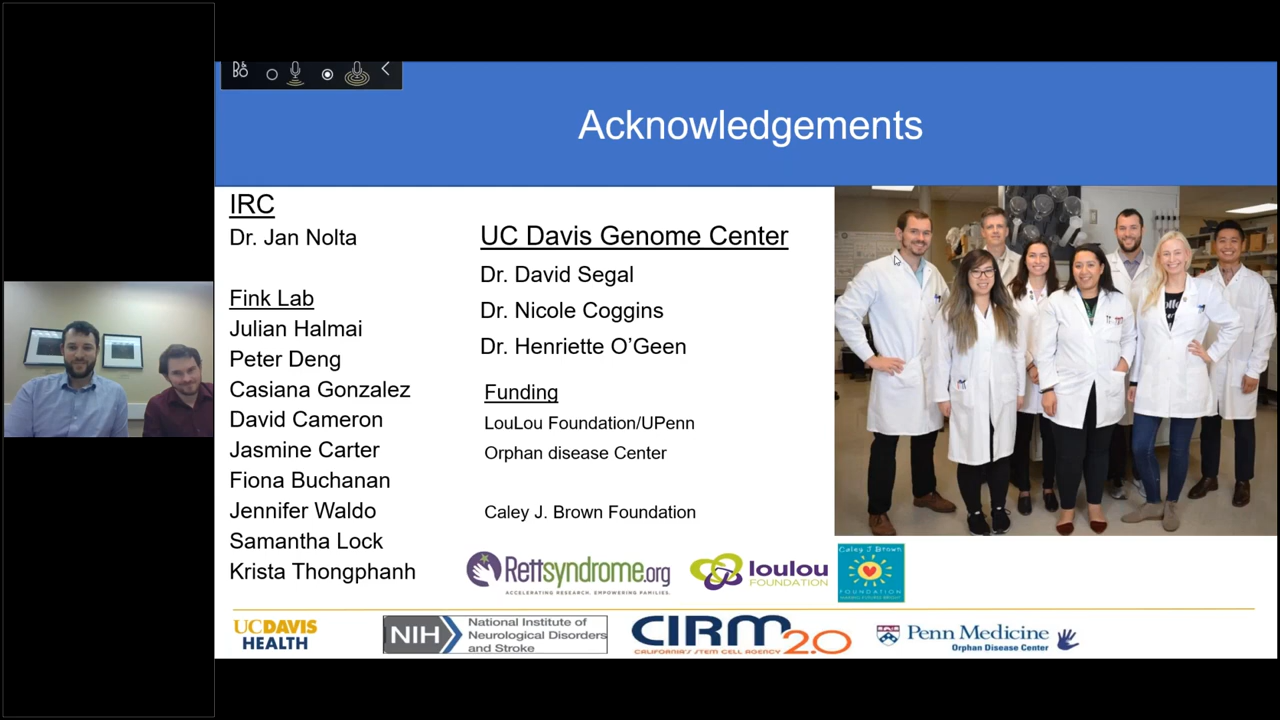 Acknowledgements
IRC
Dr. Jan Nolta
Fink Lab
Julian Halmai
Peter Deng
Casiana Gonzalez
David Cameron
Jasmine Carter
Fiona Buchanan
Jennifer Waldo
Samantha Lock
Krista Thongphanh
UC Davis Genome Center
Dr. David Segal
Dr. Nicole Coggins
Dr. Henriette O’Geen
Funding
LouLou Foundation/UPenn
Orphan disease Center
Caley J. Brown Foundation
Rettsyndrome.org
ACCELERATING RESEARCH. EMPOWERING FAMILIES.
loulou
FOUNDATION
Caley J Brown
FOUNDATION
UCDAVIS
HEALTH
NIH
National Institute of
Neurological Disorders
and Stroke
CIRM 2.0
CALIFORNIA'S STEM CELL AGENCY
Penn Medicine
Orphan Disease Center